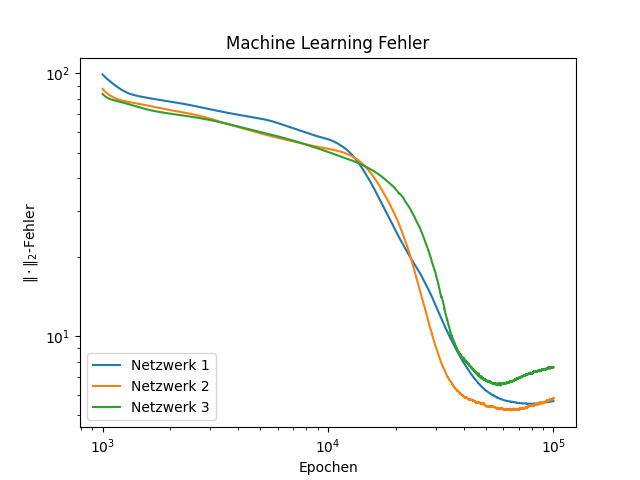 Machine Learning Fehler
10²
10¹
‖ · ‖₂-Fehler
Netzwerk 1
Netzwerk 2
Netzwerk 3
10³ 10⁴ 10⁵
Epochen